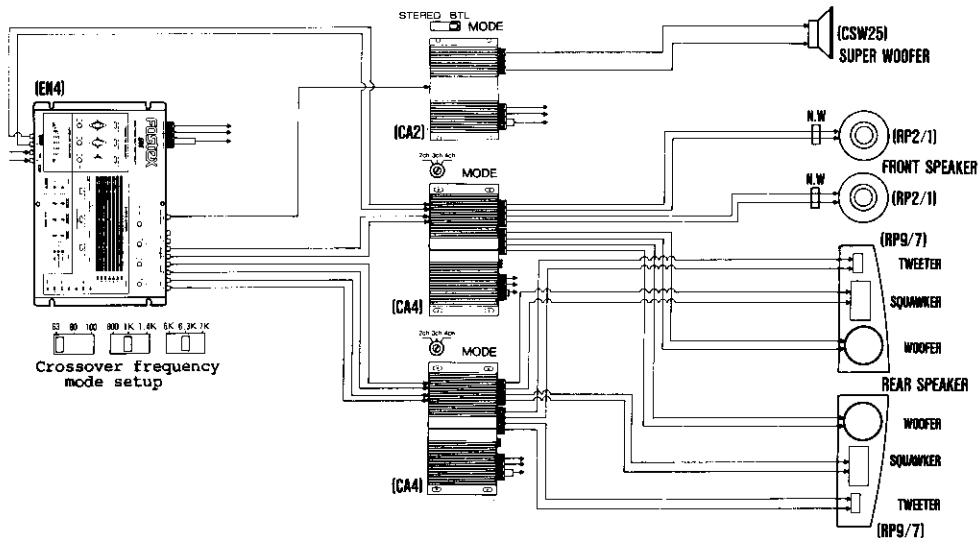 STEREO BTL
MODE
(CSW25)
SUPER WOOFER
(EN4)
FOSTEX
(CA2)
N.W
(RP2/1)
FRONT SPEAKER
2ch 3ch 4ch
MODE
N.W
(RP2/1)
(RP9/7)
TWEETER
SQUAWKER
WOOFER
(CA4)
63 80 100
800 1K 1.4K
6K 6.3K 7K
Crossover frequency
mode setup
2ch 3ch 4ch
MODE
REAR SPEAKER
WOOFER
SQUAWKER
TWEETER
(CA4)
(RP9/7)